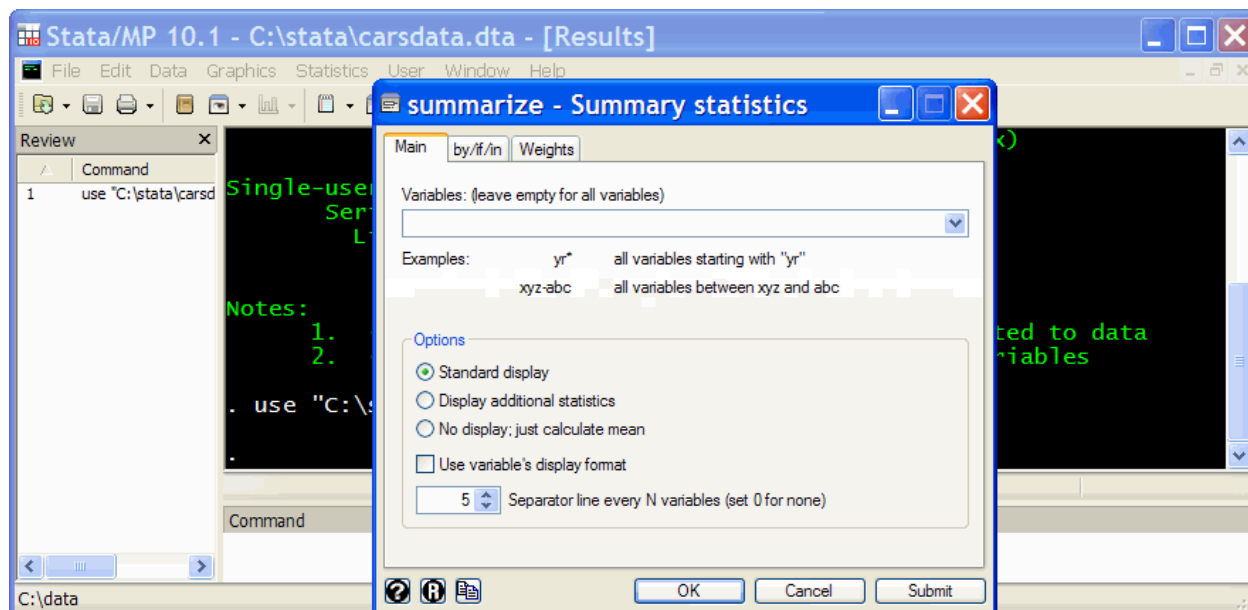 Stata/MP 10.1 - C:\stata\carsdata.dta - [Results]
File Edit Data Graphics Statistics User Window Help
Review
Command
1 use "C:\stata\carsd
x)
Single-use
Ser
L
Notes:
1. ted to data
2. riables
. use "C:\s
.
Command
C:\data
summarize - Summary statistics
Main by/if/in Weights
Variables: (leave empty for all variables)
Examples: yr* all variables starting with "yr"
xyz-abc all variables between xyz and abc
Options
Standard display
Display additional statistics
No display; just calculate mean
Use variable's display format
5 Separator line every N variables (set 0 for none)
OK Cancel Submit